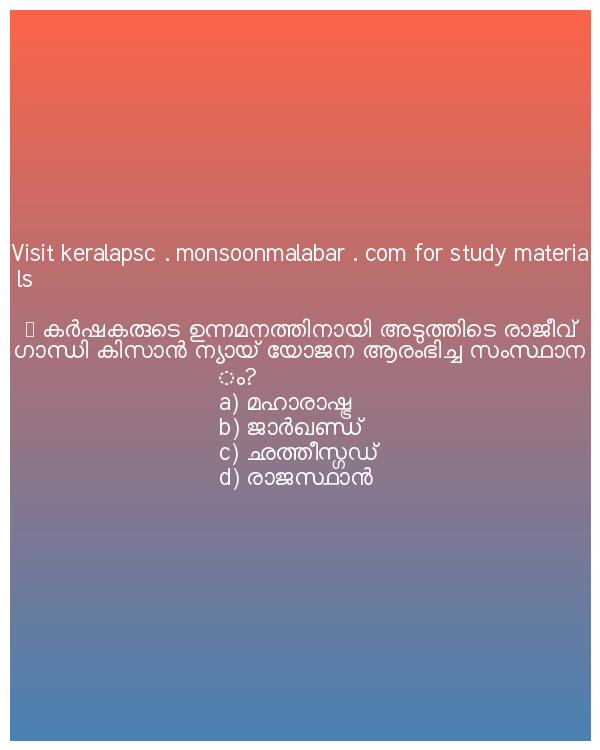 Visit keralapsc . monsoonmalabar . com for study materia
ls
കർഷകരുടെ ഉന്നമനത്തിനായി അടുത്തിടെ രാജീവ്
ഗാന്ധി കിസാൻ ന്യായ് യോജന ആരംഭിച്ച സംസ്ഥാന
ം?
a) മഹാരാഷ്ട്ര
b) ജാർഖണ്ഡ്
c) ഛത്തീസ്ഗഡ്
d) രാജസ്ഥാൻ